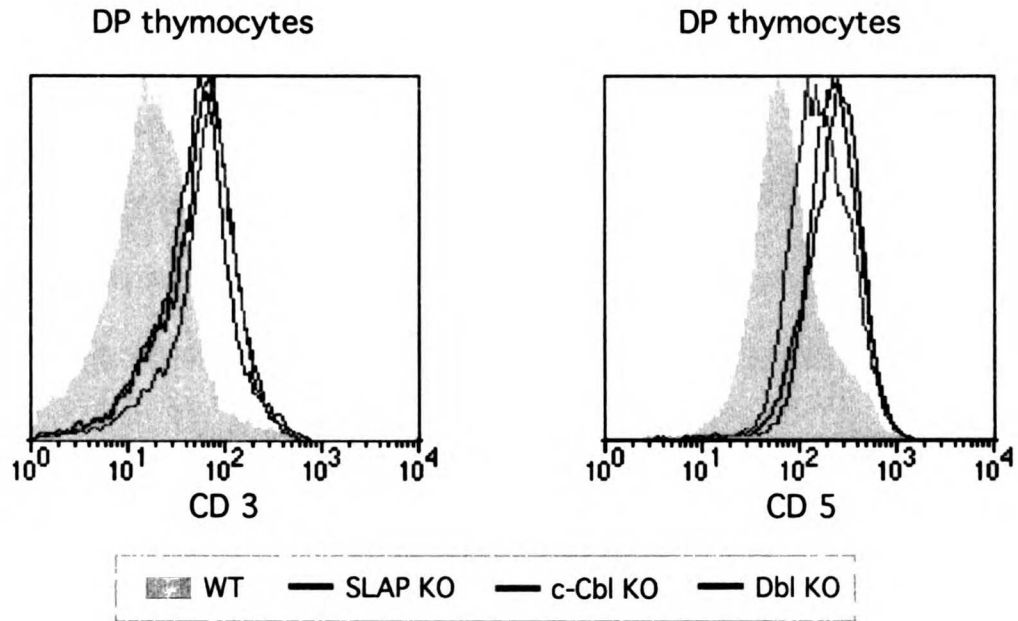 DP thymocytes
DP thymocytes
10^0 10^1 10^2 10^3 10^4
CD 3
10^0 10^1 10^2 10^3 10^4
CD 5
WT SLAP KO c-Cbl KO Dbl KO